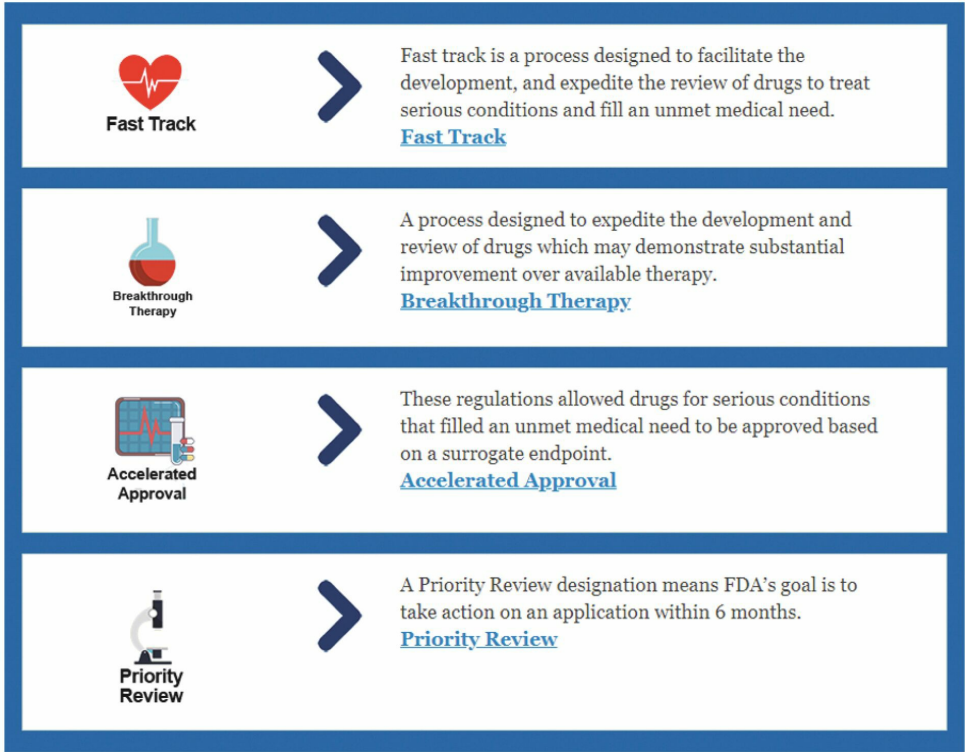 Fast Track
Fast track is a process designed to facilitate the
development, and expedite the review of drugs to treat
serious conditions and fill an unmet medical need.
Fast Track
Breakthrough
Therapy
A process designed to expedite the development and
review of drugs which may demonstrate substantial
improvement over available therapy.
Breakthrough Therapy
Accelerated
Approval
These regulations allowed drugs for serious conditions
that filled an unmet medical need to be approved based
on a surrogate endpoint.
Accelerated Approval
Priority
Review
A Priority Review designation means FDA’s goal is to
take action on an application within 6 months.
Priority Review